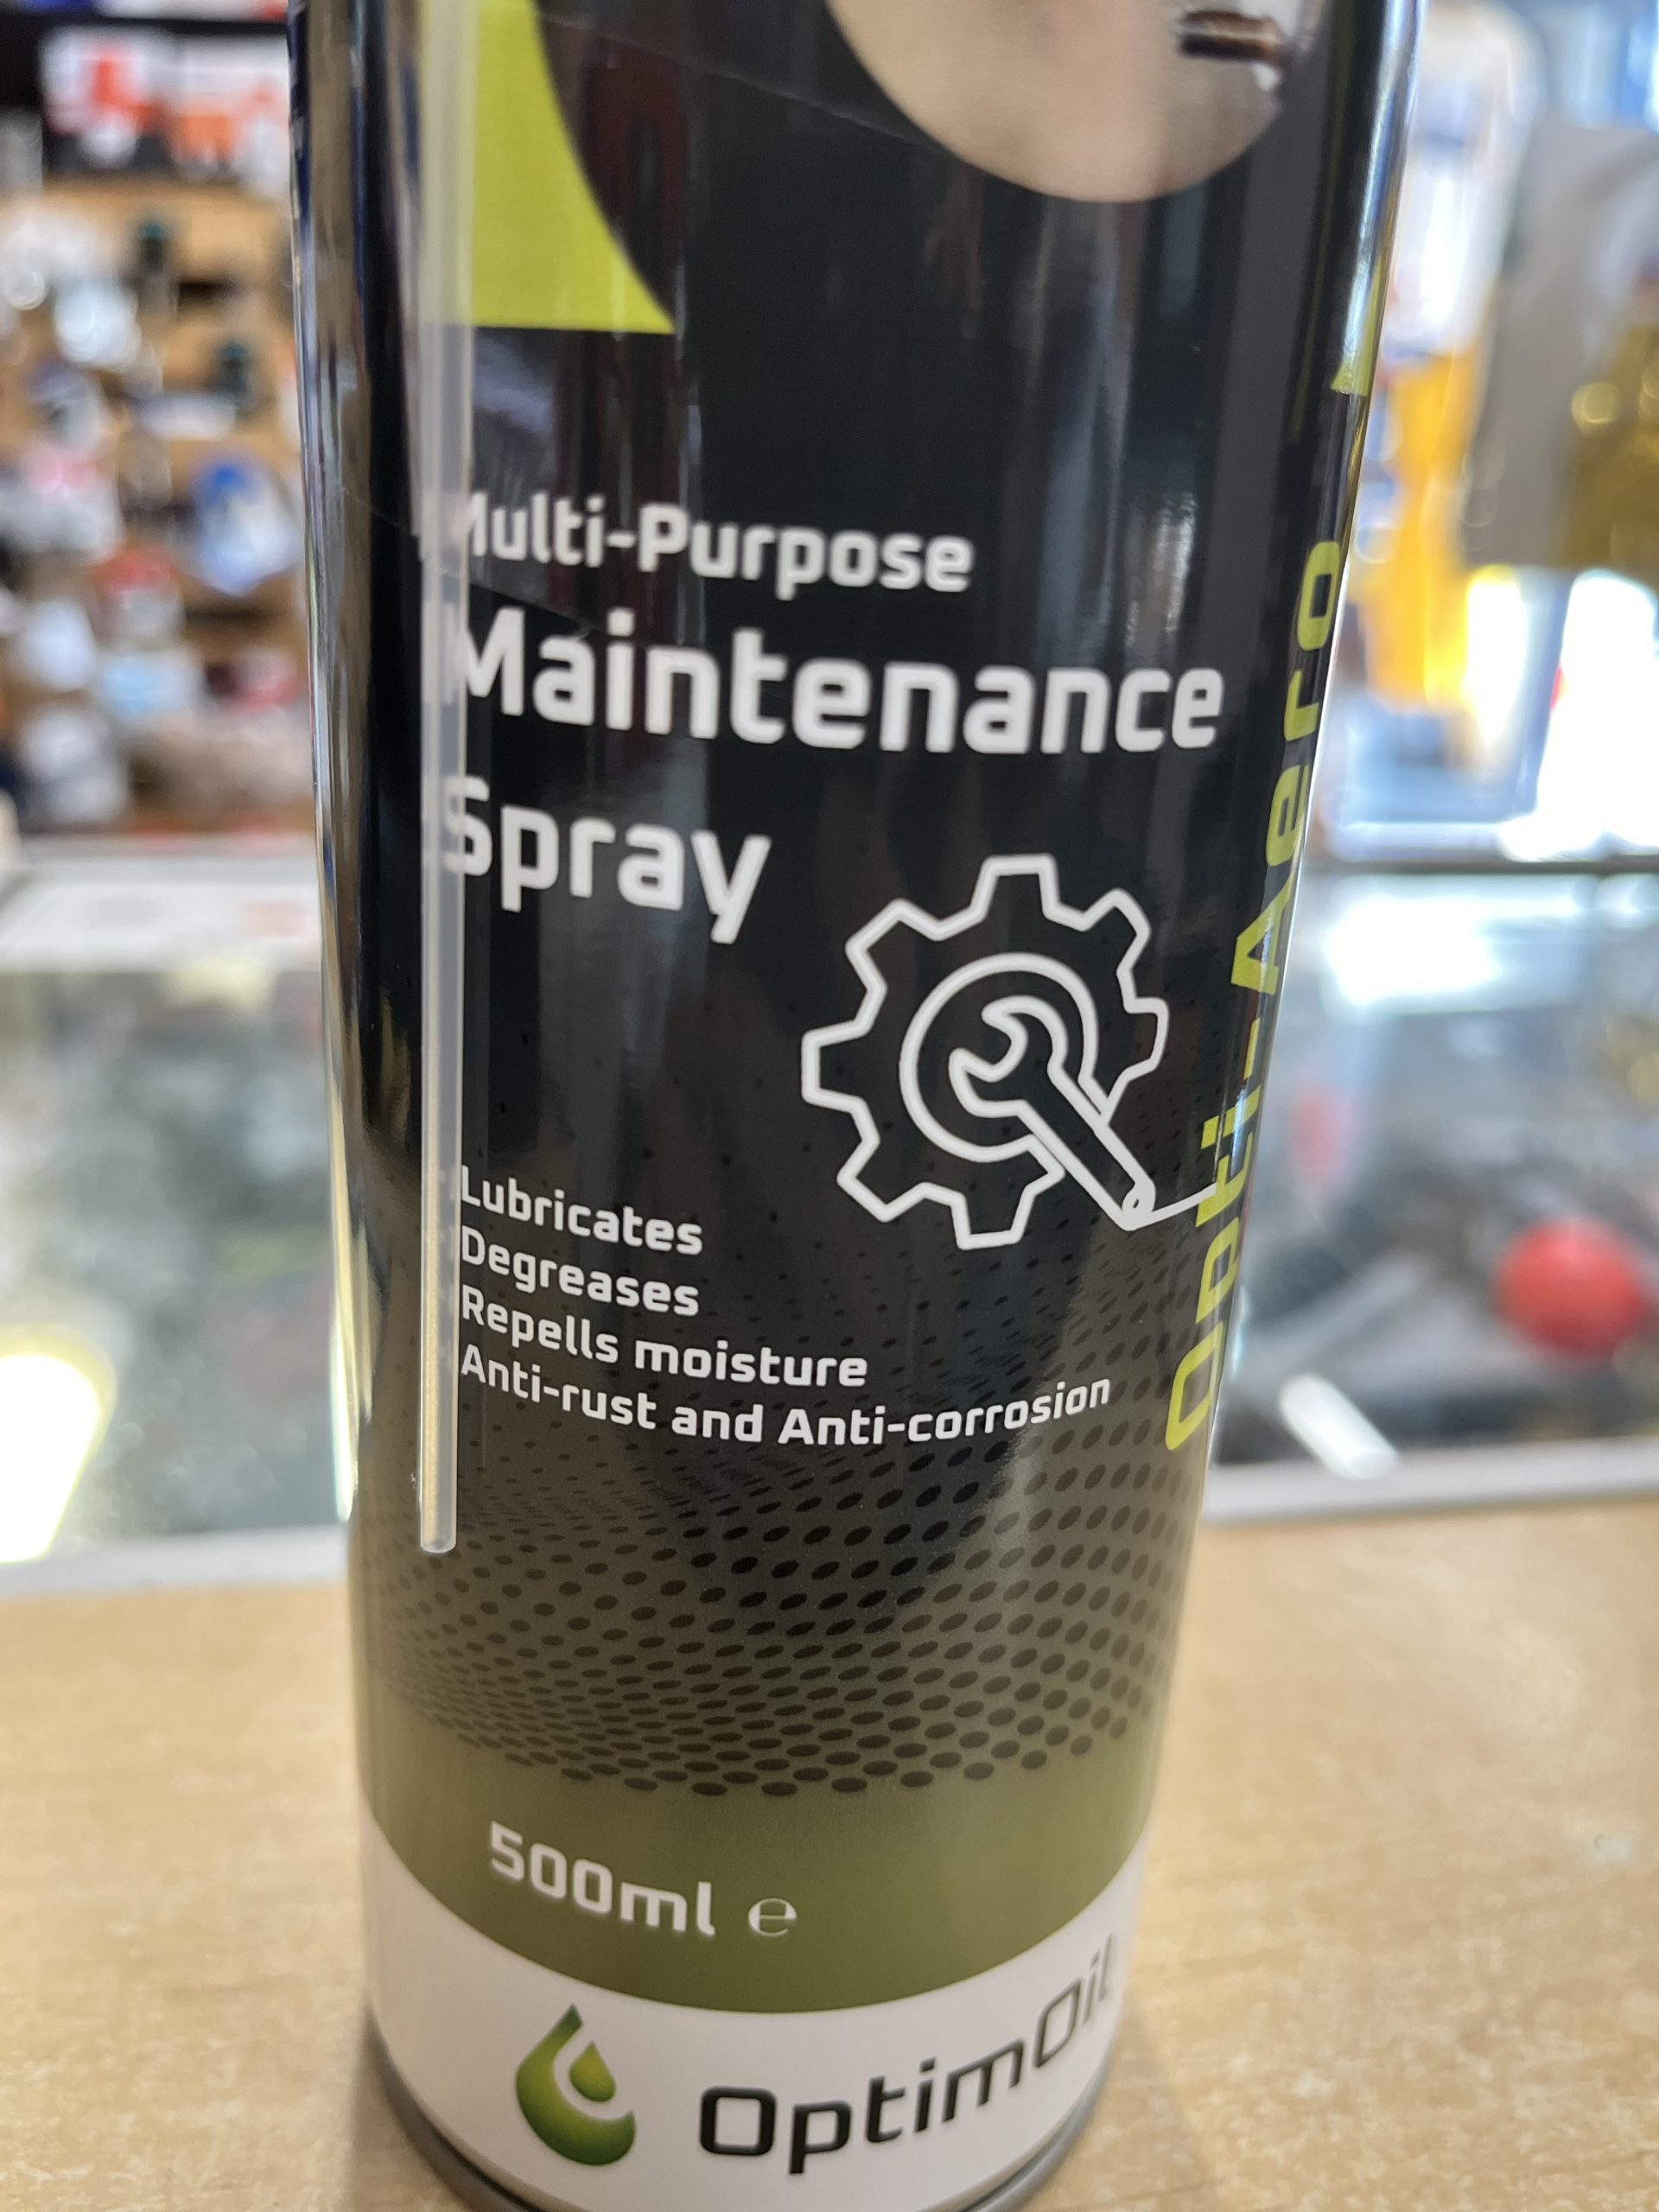 Multi-Purpose
Maintenance
Spray
Opti-Aero
Lubricates
Degreases
Repells moisture
Anti-rust and Anti-corrosion
500ml ℮
OptimOil